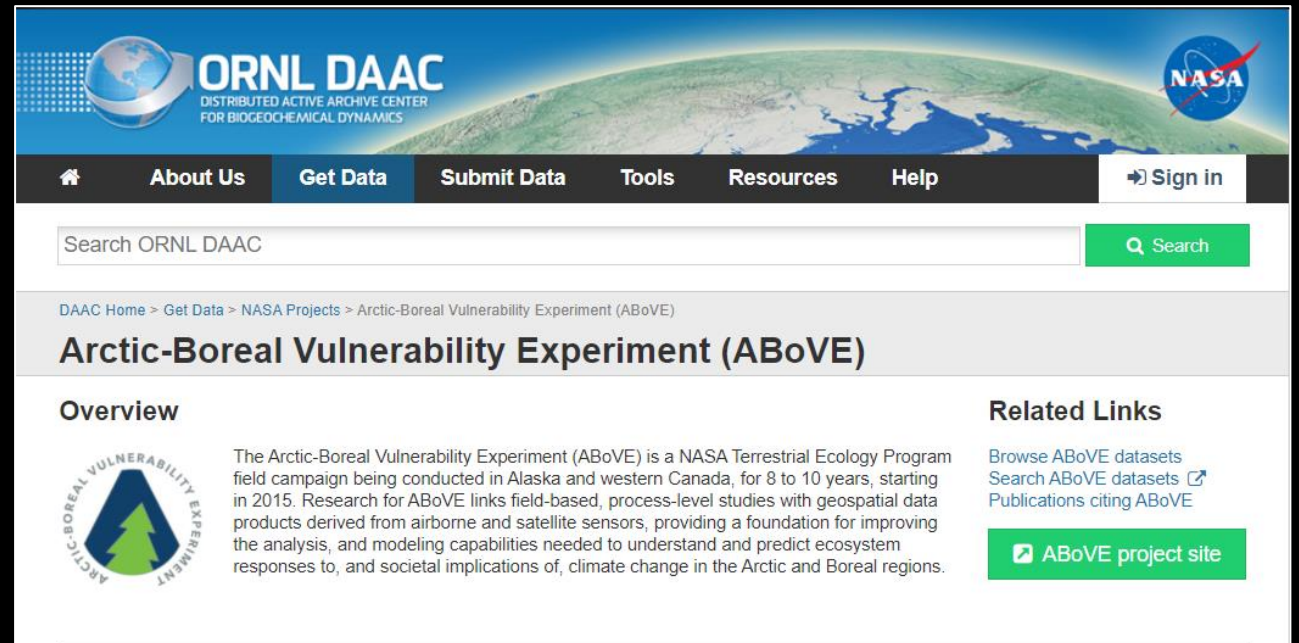 ORNL DAAC
DISTRIBUTED ACTIVE ARCHIVE CENTER
FOR BIOGEOCHEMICAL DYNAMICS
NASA
About Us Get Data Submit Data Tools Resources Help Sign in
Search ORNL DAAC Search
DAAC Home > Get Data > NASA Projects > Arctic-Boreal Vulnerability Experiment (ABoVE)
Arctic-Boreal Vulnerability Experiment (ABoVE)
Overview
ARCTIC-BOREAL VULNERABILITY EXPERIMENT
The Arctic-Boreal Vulnerability Experiment (ABoVE) is a NASA Terrestrial Ecology Program
field campaign being conducted in Alaska and western Canada, for 8 to 10 years, starting
in 2015. Research for ABoVE links field-based, process-level studies with geospatial data
products derived from airborne and satellite sensors, providing a foundation for improving
the analysis, and modeling capabilities needed to understand and predict ecosystem
responses to, and societal implications of, climate change in the Arctic and Boreal regions.
Related Links
Browse ABoVE datasets
Search ABoVE datasets
Publications citing ABoVE
ABoVE project site